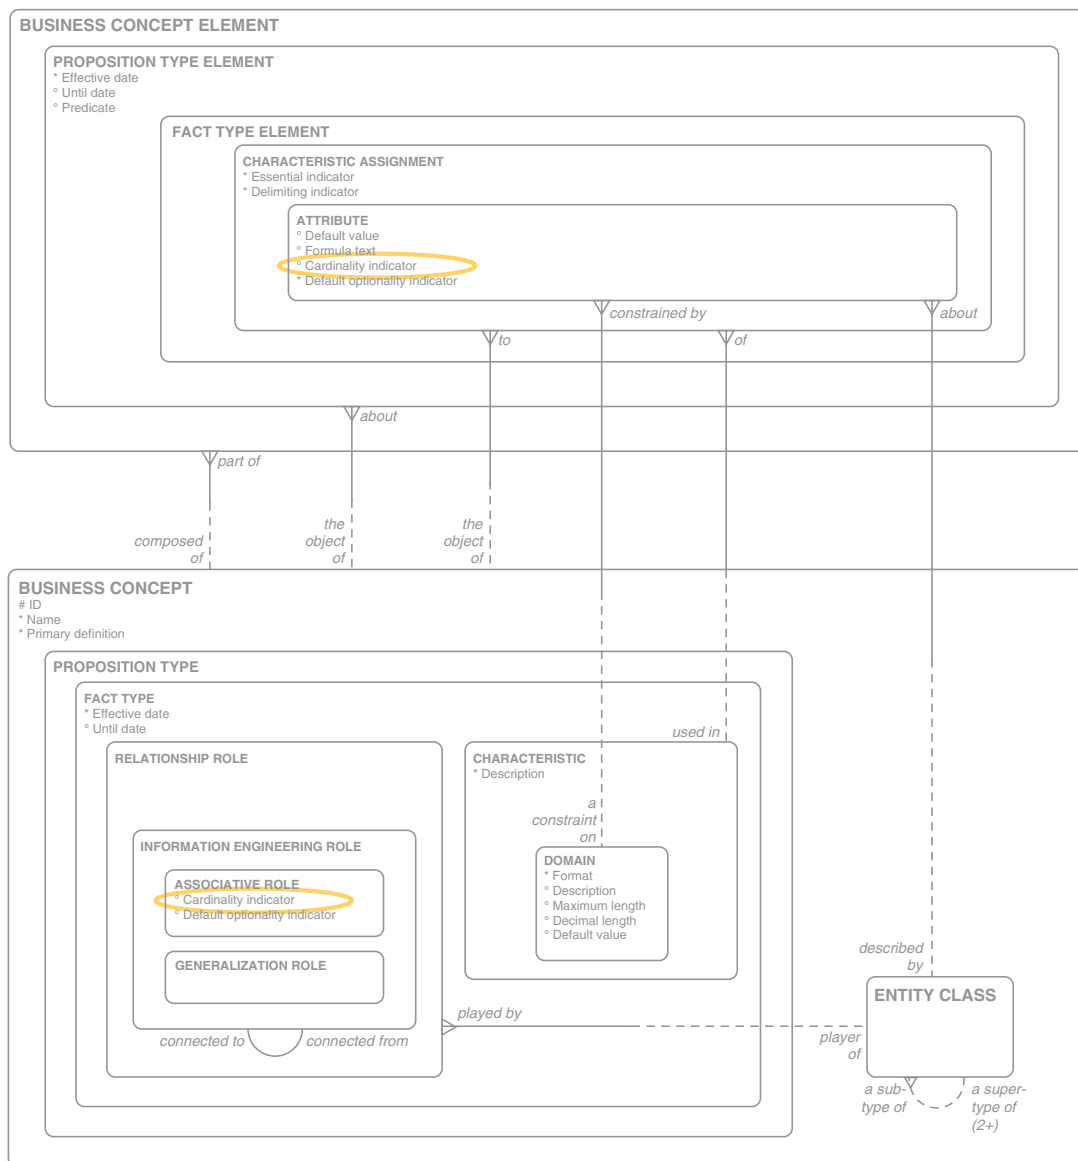 BUSINESS CONCEPT ELEMENT
PROPOSITION TYPE ELEMENT
* Effective date
° Until date
° Predicate
FACT TYPE ELEMENT
CHARACTERISTIC ASSIGNMENT
* Essential indicator
* Delimiting indicator
ATTRIBUTE
° Default value
° Formula text
° Cardinality indicator
* Default optionality indicator
constrained by
about
to
of
about
part of
composed
of
the
object
of
the
object
of
BUSINESS CONCEPT
# ID
* Name
* Primary definition
PROPOSITION TYPE
FACT TYPE
* Effective date
° Until date
used in
RELATIONSHIP ROLE
CHARACTERISTIC
* Description
a
constraint
on
INFORMATION ENGINEERING ROLE
DOMAIN
* Format
° Description
° Maximum length
° Decimal length
° Default value
ASSOCIATIVE ROLE
° Cardinality indicator
° Default optionality indicator
GENERALIZATION ROLE
described
by
ENTITY CLASS
played by
player
of
connected to
connected from
a sub-
type of
a super-
type of
(2+)